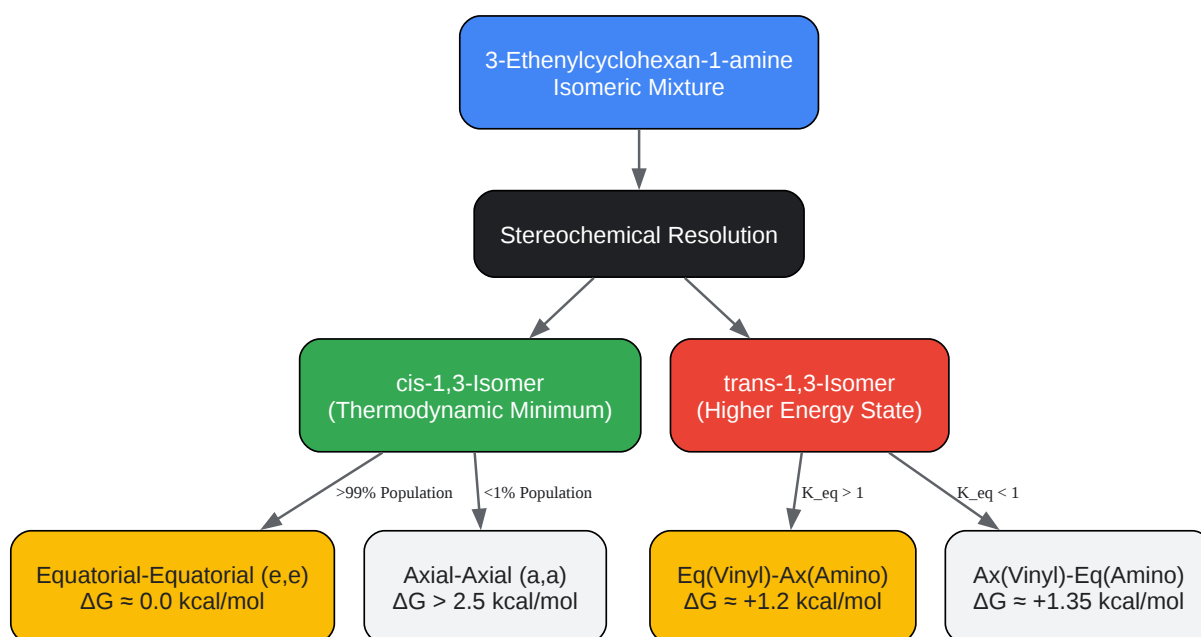 3-Ethenylcyclohexan-1-amine
Isomeric Mixture
Stereochemical Resolution
cis-1,3-Isomer
(Thermodynamic Minimum)
trans-1,3-Isomer
(Higher Energy State)
>99% Population
<1% Population
K_eq > 1
K_eq < 1
Equatorial-Equatorial (e,e)
ΔG ≈ 0.0 kcal/mol
Axial-Axial (a,a)
ΔG > 2.5 kcal/mol
Eq(Vinyl)-Ax(Amino)
ΔG ≈ +1.2 kcal/mol
Ax(Vinyl)-Eq(Amino)
ΔG ≈ +1.35 kcal/mol